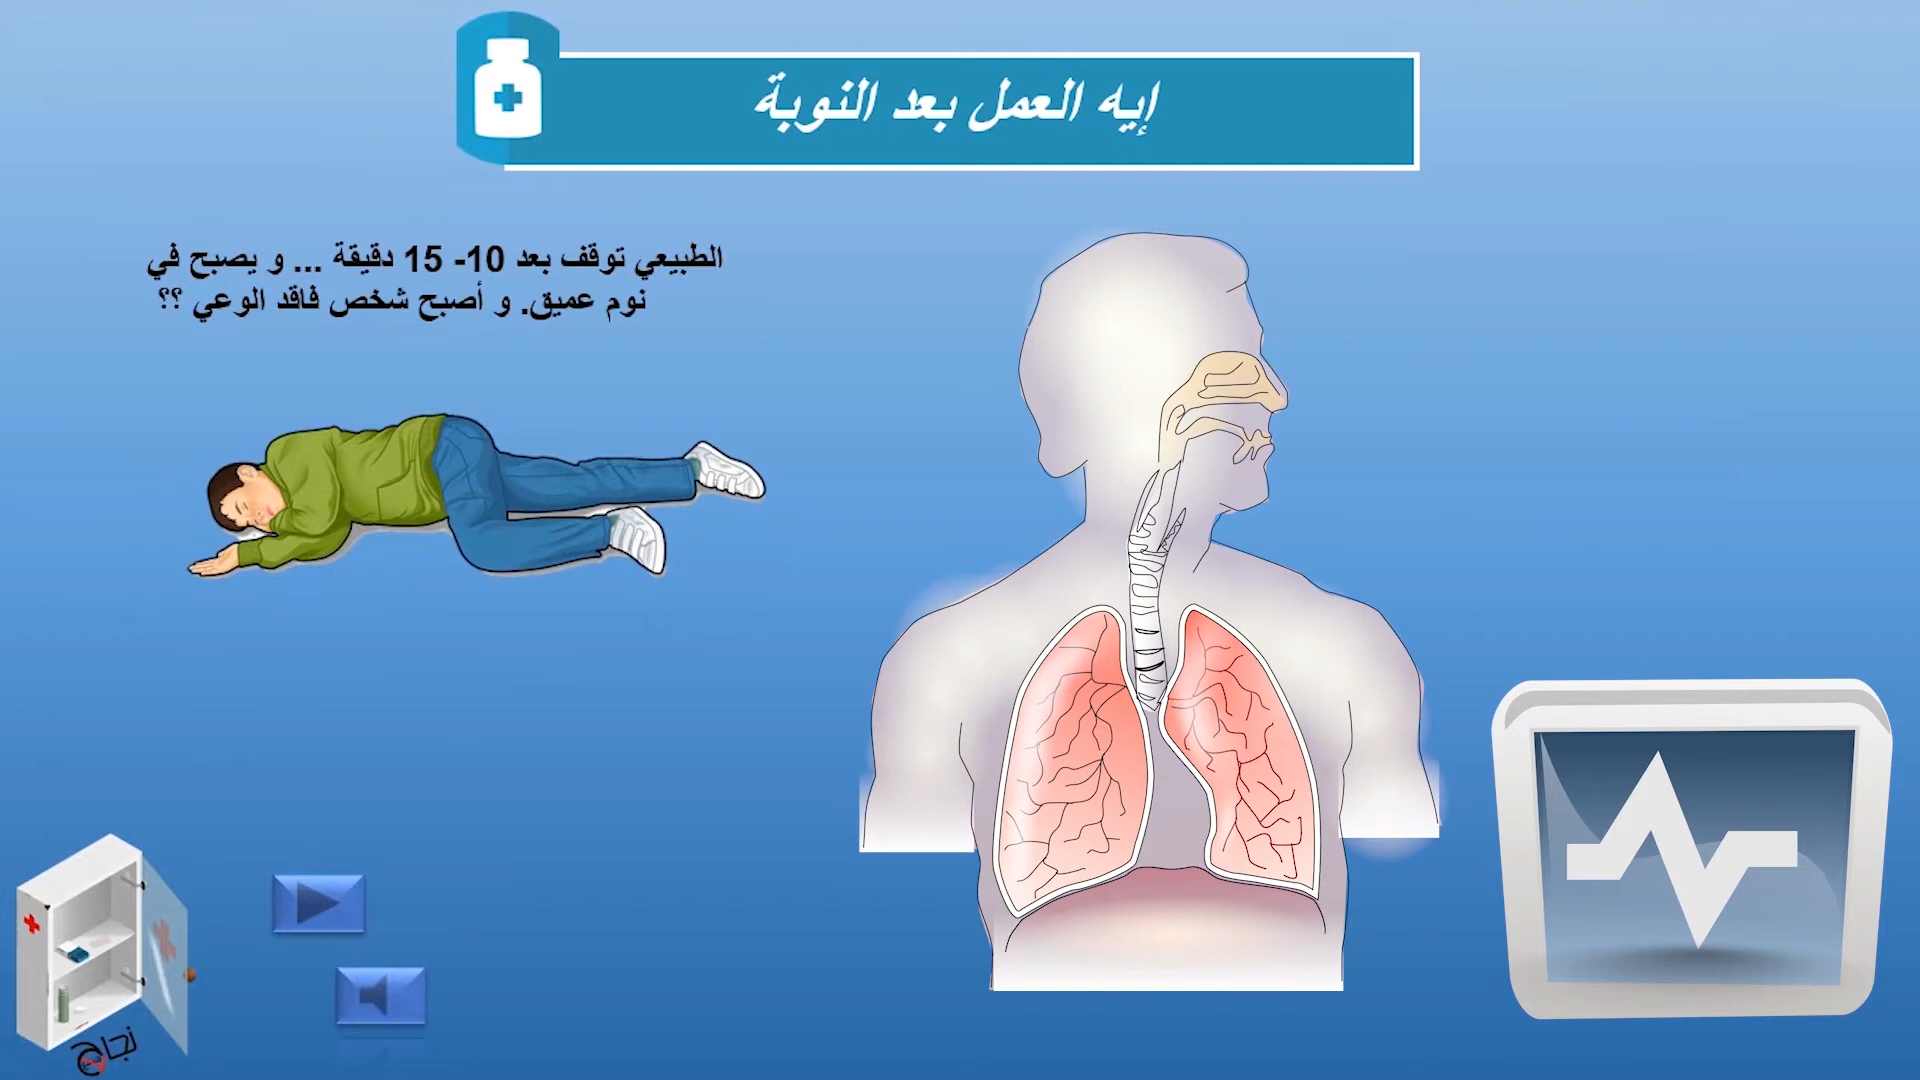 إيه العمل بعد النوبة
الطبيعي توقف بعد 10- 15 دقيقة ... و يصبح في
نوم عميق. و أصبح شخص فاقد الوعي ؟؟
نجاح